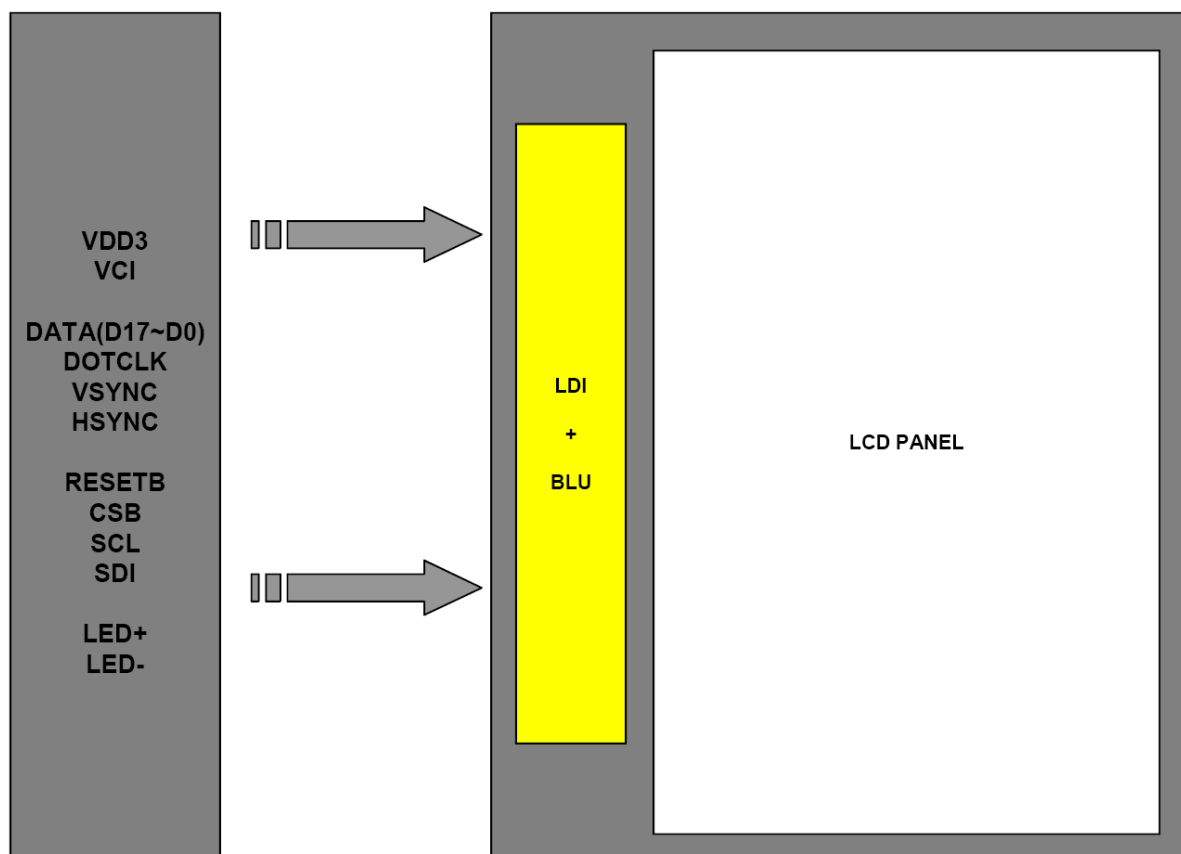 VDD3
VCI
DATA(D17~D0)
DOTCLK
VSYNC
HSYNC
RESETB
CSB
SCL
SDI
LED+
LED-
LDI
+
BLU
LCD PANEL